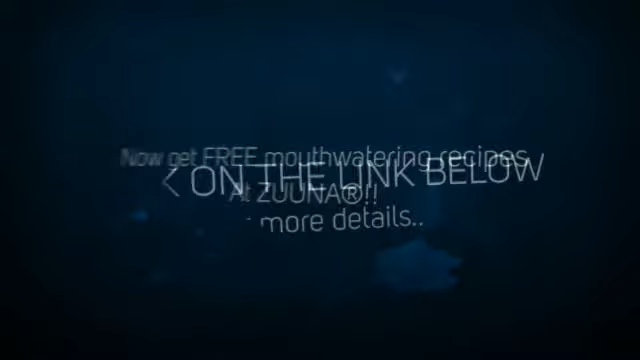 Now get FREE mouthwatering recipes
ON THE LINK BELOW
At ZUUNA®!!
more details..